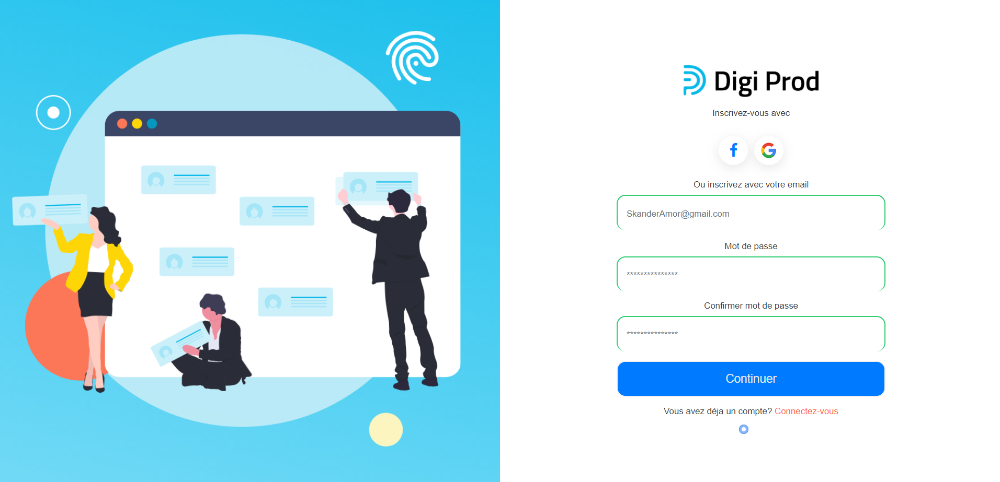 Digi Prod
Inscrivez-vous avec
Ou inscrivez avec votre email
SkanderAmor@gmail.com
Mot de passe
***************
Confirmer mot de passe
***************
Continuer
Vous avez déja un compte? Connectez-vous